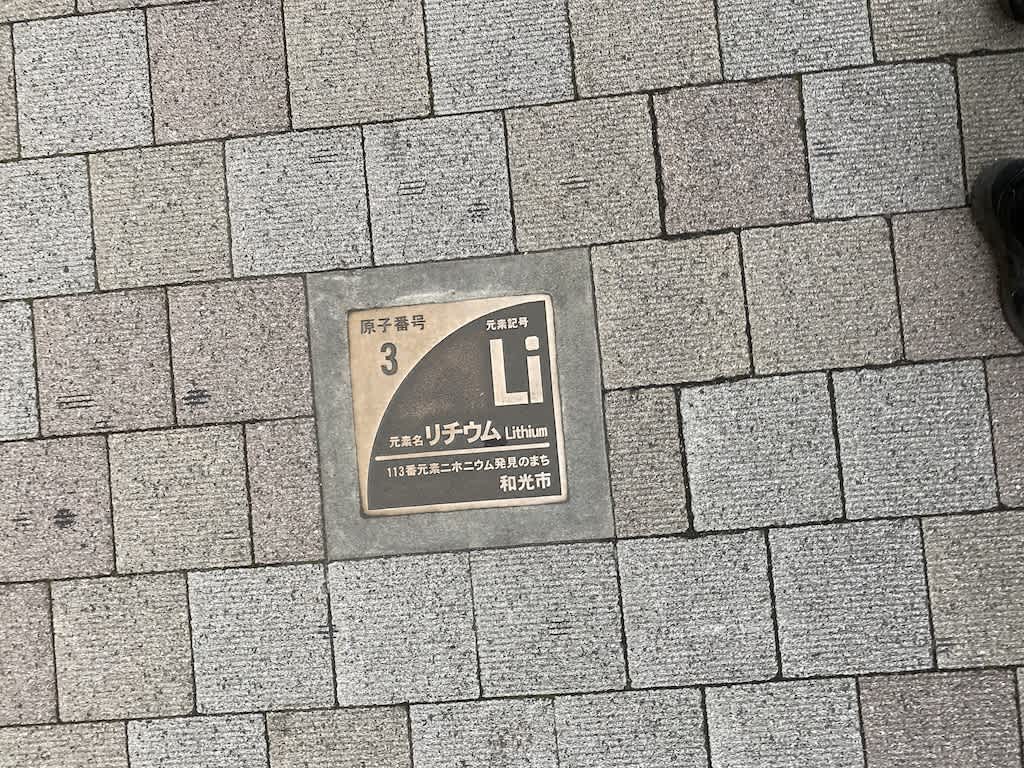 原子番号
3
元素記号
Li
元素名 リチウム Lithium
113番元素ニホニウム発見のまち
和光市